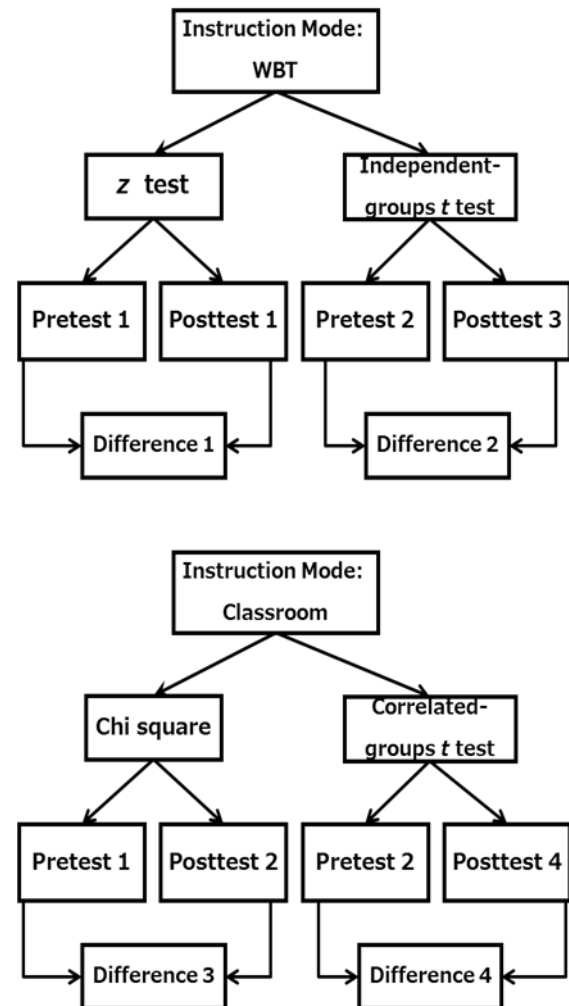 Instruction Mode:
WBT
z test
Independent-
groups t test
Pretest 1
Posttest 1
Pretest 2
Posttest 3
Difference 1
Difference 2
Instruction Mode:
Classroom
Chi square
Correlated-
groups t test
Pretest 1
Posttest 2
Pretest 2
Posttest 4
Difference 3
Difference 4